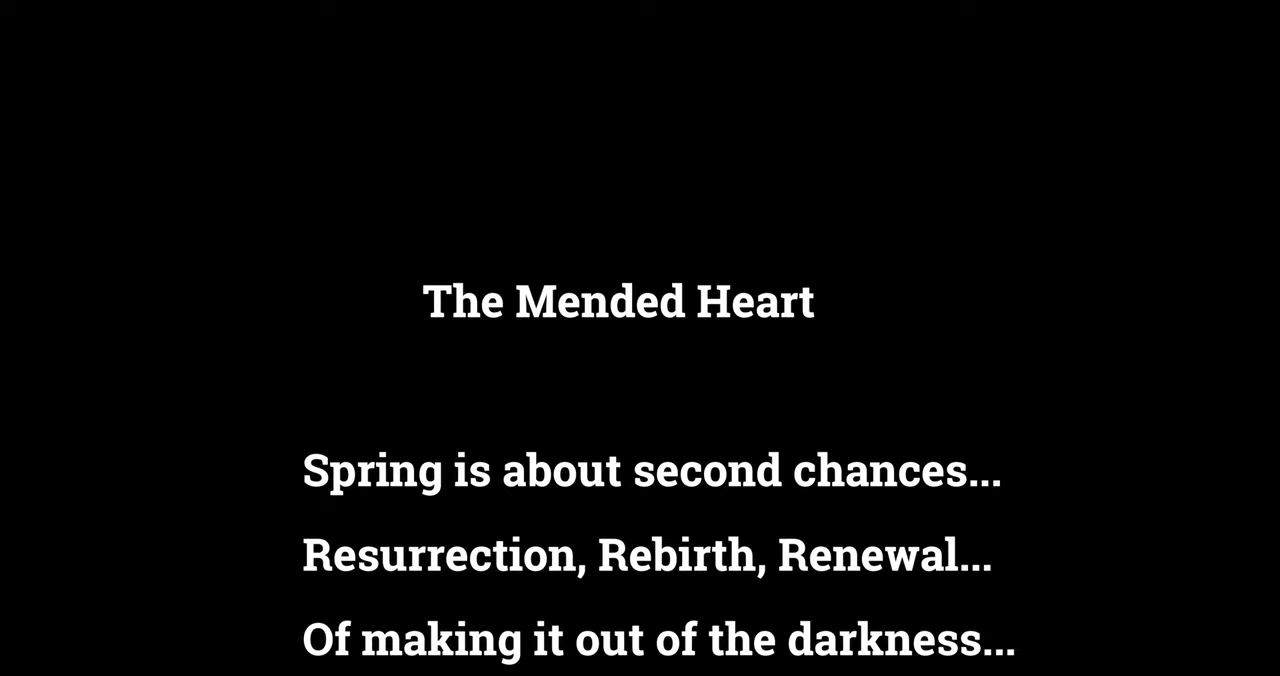 The Mended Heart
Spring is about second chances...
Resurrection, Rebirth, Renewal...
Of making it out of the darkness...